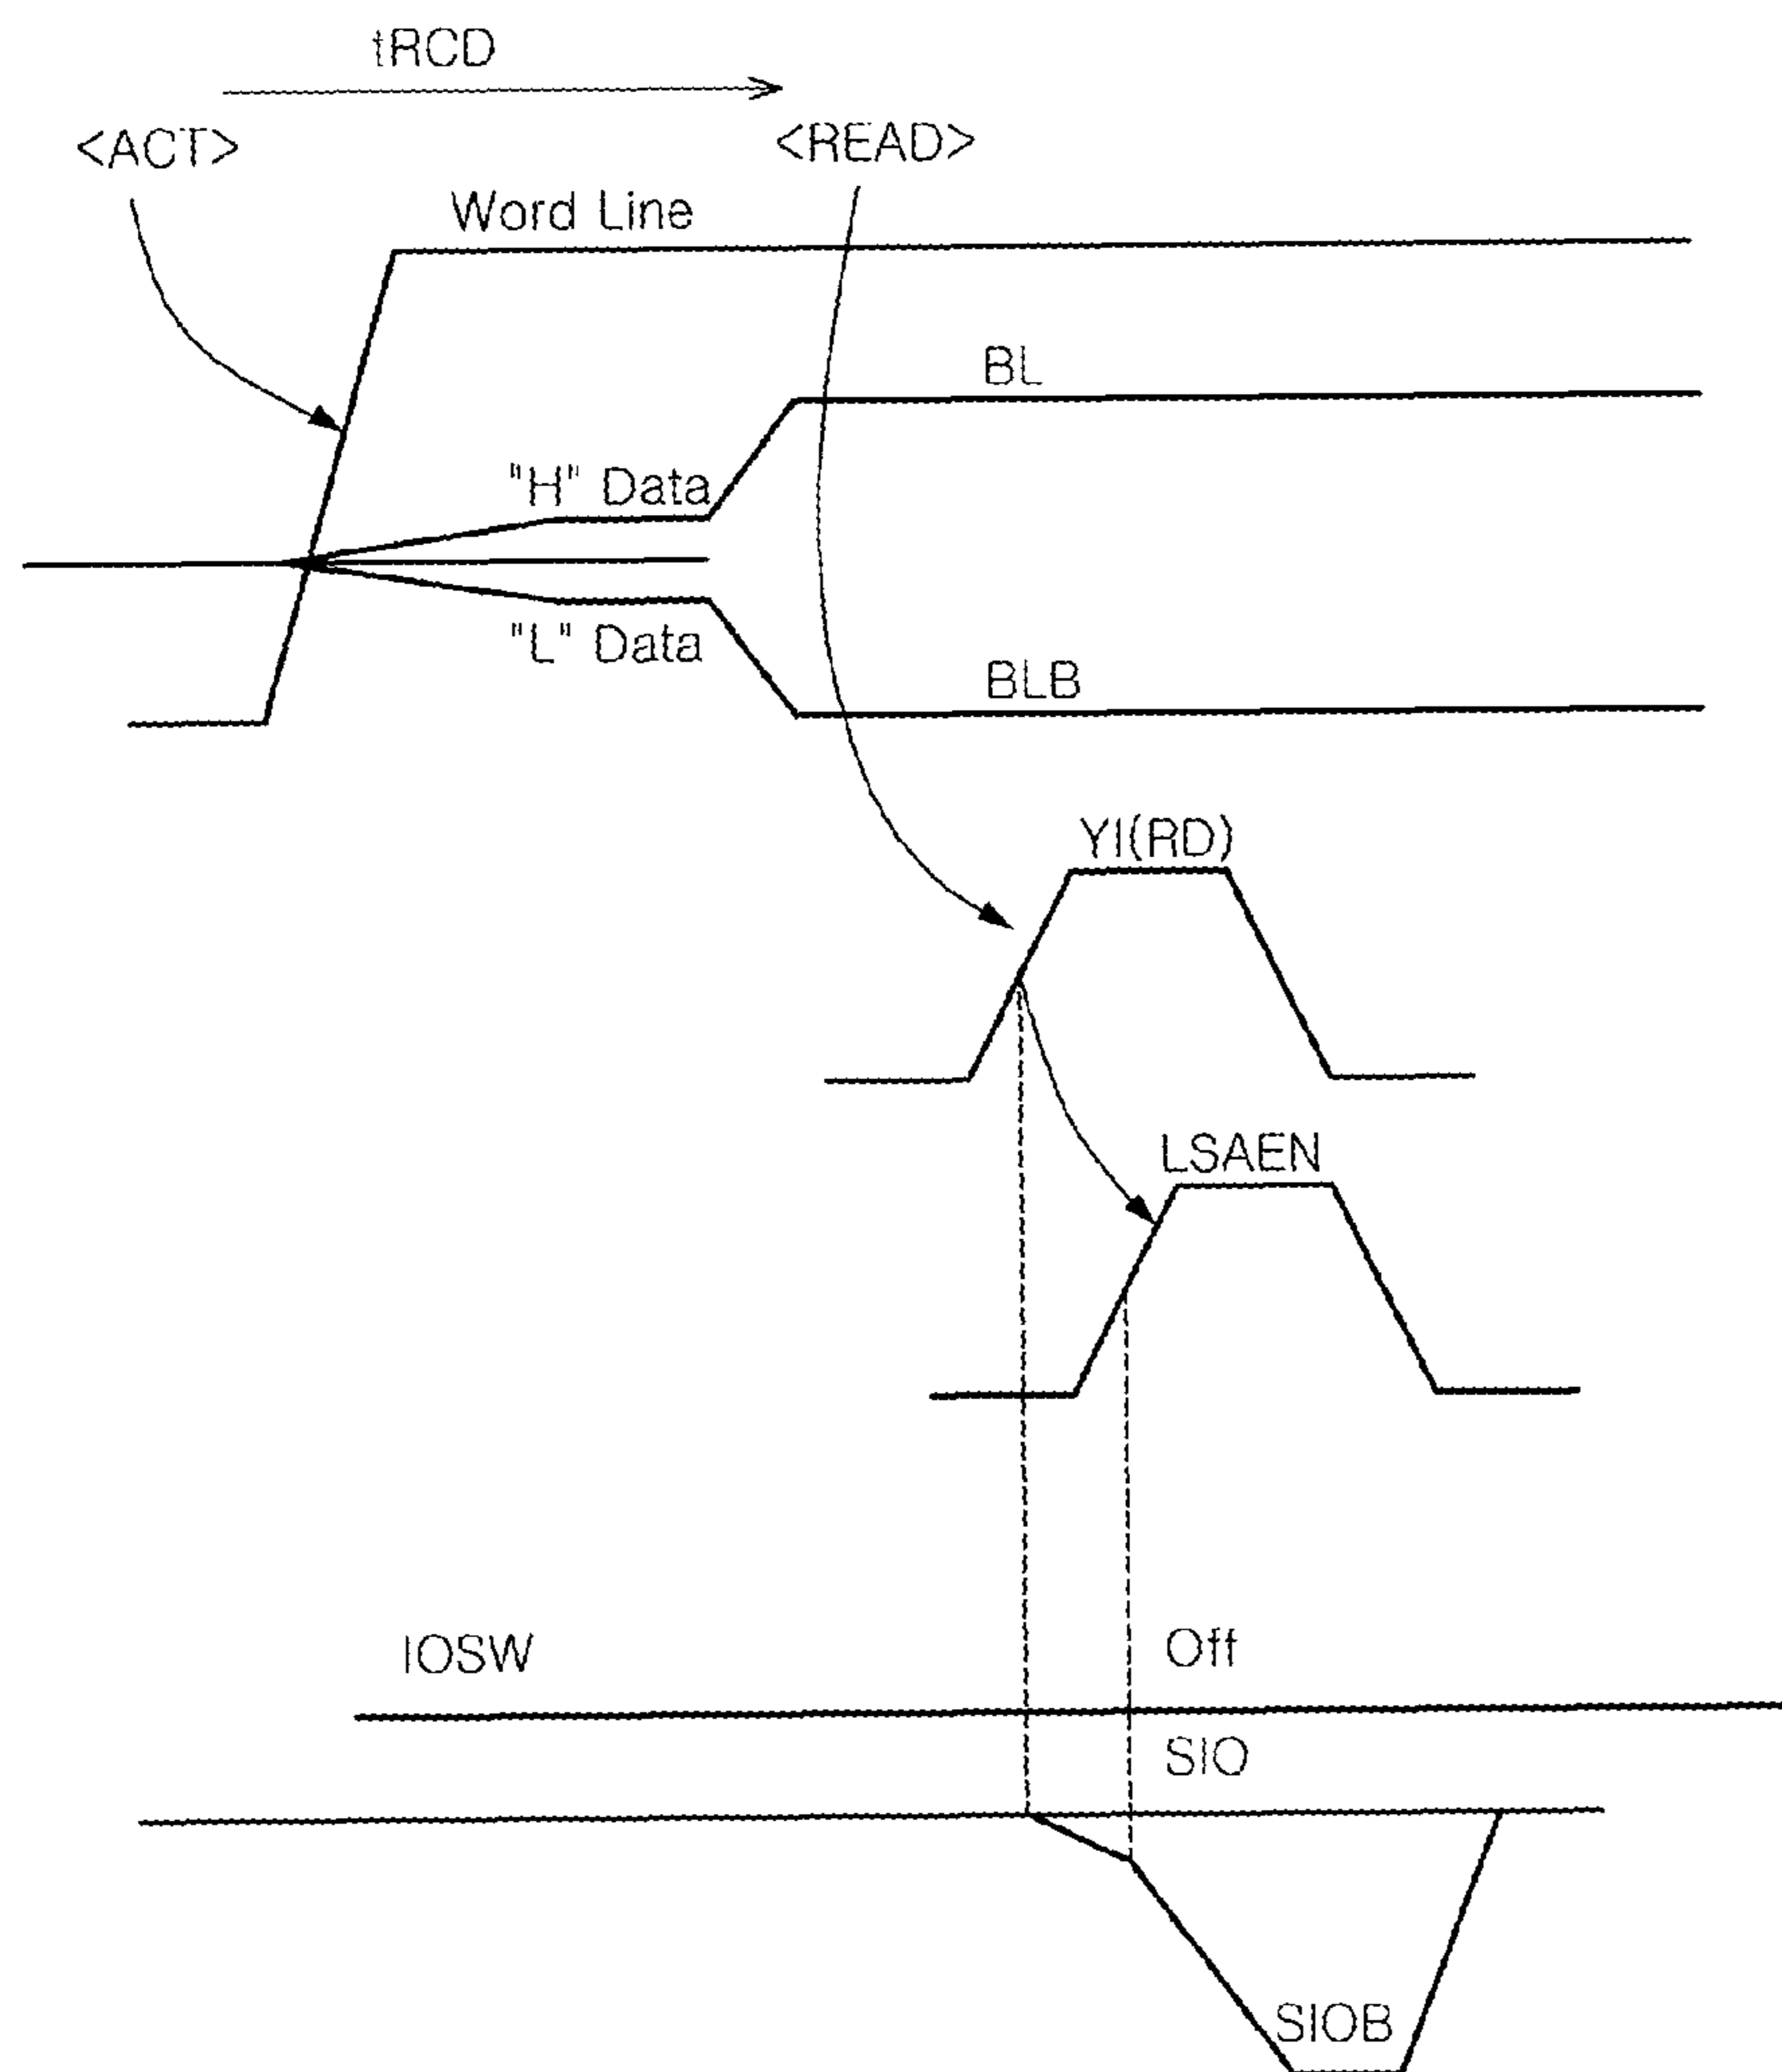 tRCD
<ACT>
<READ>
Word Line
BL
"H" Data
"L" Data
BLB
YI(RD)
LSAEN
IOSW
Off
SIO
SIOB